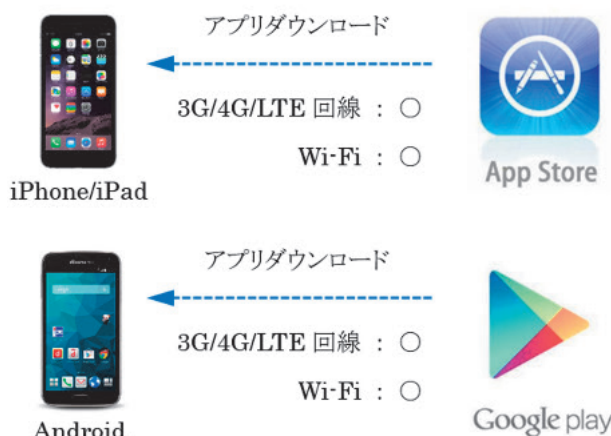 アプリダウンロード
3G/4G/LTE 回線 : ○
Wi-Fi : ○
iPhone/iPad
App Store
アプリダウンロード
3G/4G/LTE 回線 : ○
Wi-Fi : ○
Android
Google play